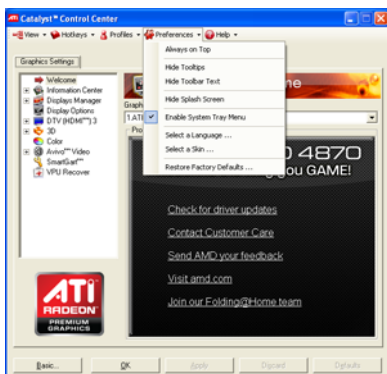 Catalyst™ Control Center
View Hotkeys Profiles Preferences Help
Always on Top
Hide Tooltips
Hide Toolbar Text
Hide Splash Screen
Enable System Tray Menu
Select a Language ...
Select a Skin ...
Restore Factory Defaults ...
Graphics Settings
Welcome
Information Center
Displays Manager
Display Options
DTV (HDMI™) 3
3D
Color
Avivo™ Video
SmartGart™
VPU Recover
Graph
1.ATI
Pro
me
4870
you GAME!
Check for driver updates
Contact Customer Care
Send AMD your feedback
Visit amd.com
Join our Folding@Home team
ATI
RADEON
PREMIUM
GRAPHICS
Basic...
OK
Apply
Discard
Defaults